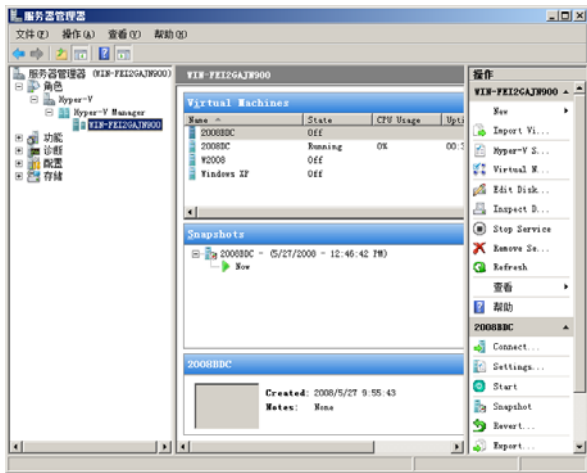 服务器管理器
文件(F) 操作(A) 查看(V) 帮助(H)
服务器管理器 (WIN-FEI2GAJN900)
角色
Hyper-V
Hyper-V Manager
WIN-FEI2GAJN900
功能
诊断
配置
存储
WIN-FEI2GAJN900
Virtual Machines
Name State CPU Usage Upti
2008BDC Off
2008DC Running 0% 00:3
W2008 Off
Windows XP Off
Snapshots
2008BDC - (5/27/2008 - 12:46:42 PM)
Now
2008BDC
Created: 2008/5/27 9:55:43
Notes: None
操作
WIN-FEI2GAJN900
New
Import Vi...
Hyper-V S...
Virtual N...
Edit Disk...
Inspect D...
Stop Service
Remove Se...
Refresh
查看
帮助
2008BDC
Connect...
Settings...
Start
Snapshot
Revert...
Export...